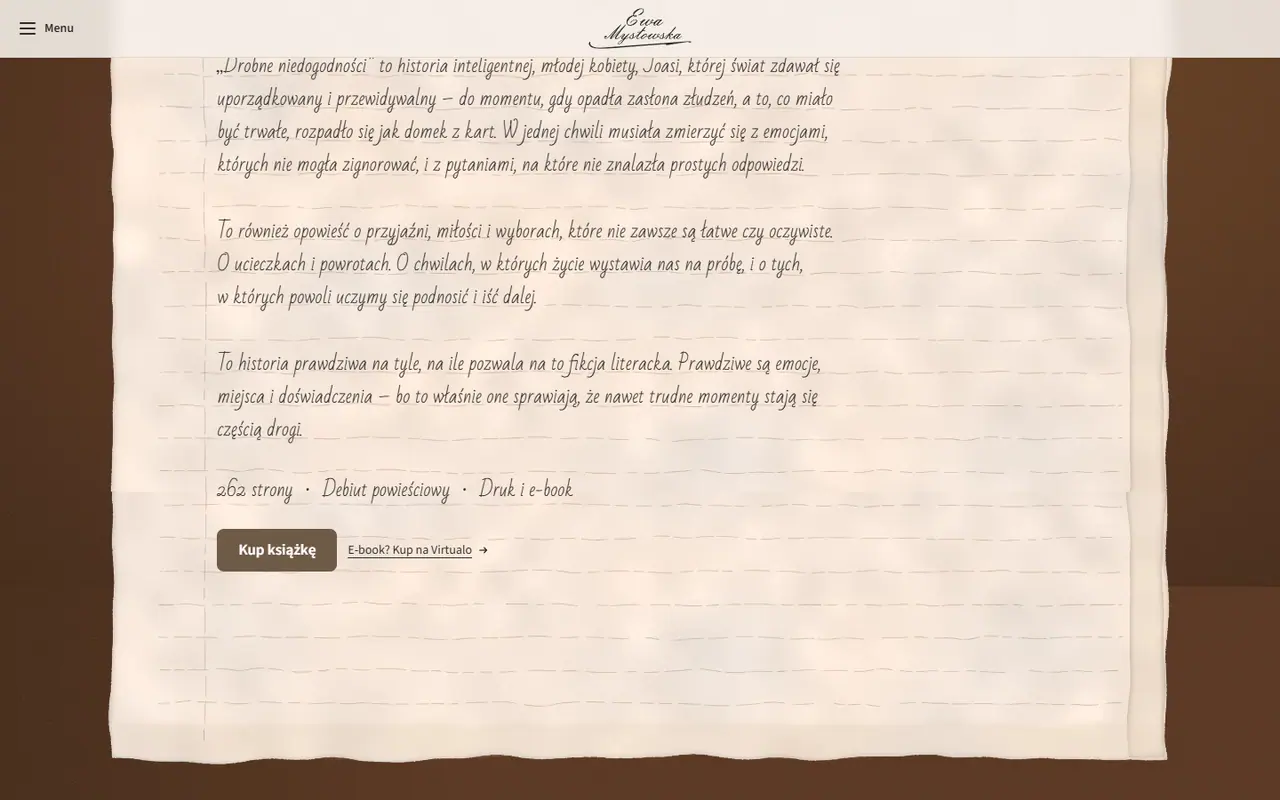 Menu
Ewa
Mysłowska
„Drobne niedogodności” to historia inteligentnej, młodej kobiety, Joasi, której świat zdawał się
uporządkowany i przewidywalny – do momentu, gdy opadła zasłona złudzeń, a to, co miało
być trwałe, rozpadło się jak domek z kart. W jednej chwili musiała zmierzyć się z emocjami,
których nie mogła zignorować, i z pytaniami, na które nie znalazła prostych odpowiedzi.
To również opowieść o przyjaźni, miłości i wyborach, które nie zawsze są łatwe czy oczywiste.
O ucieczkach i powrotach. O chwilach, w których życie wystawia nas na próbę, i o tych,
w których powoli uczymy się podnosić i iść dalej.
To historia prawdziwa na tyle, na ile pozwala na to fikcja literacka. Prawdziwe są emocje,
miejsca i doświadczenia – bo to właśnie one sprawiają, że nawet trudne momenty stają się
częścią drogi.
262 strony · Debiut powieściowy · Druk i e-book
Kup książkę
E-book? Kup na Virtualo →